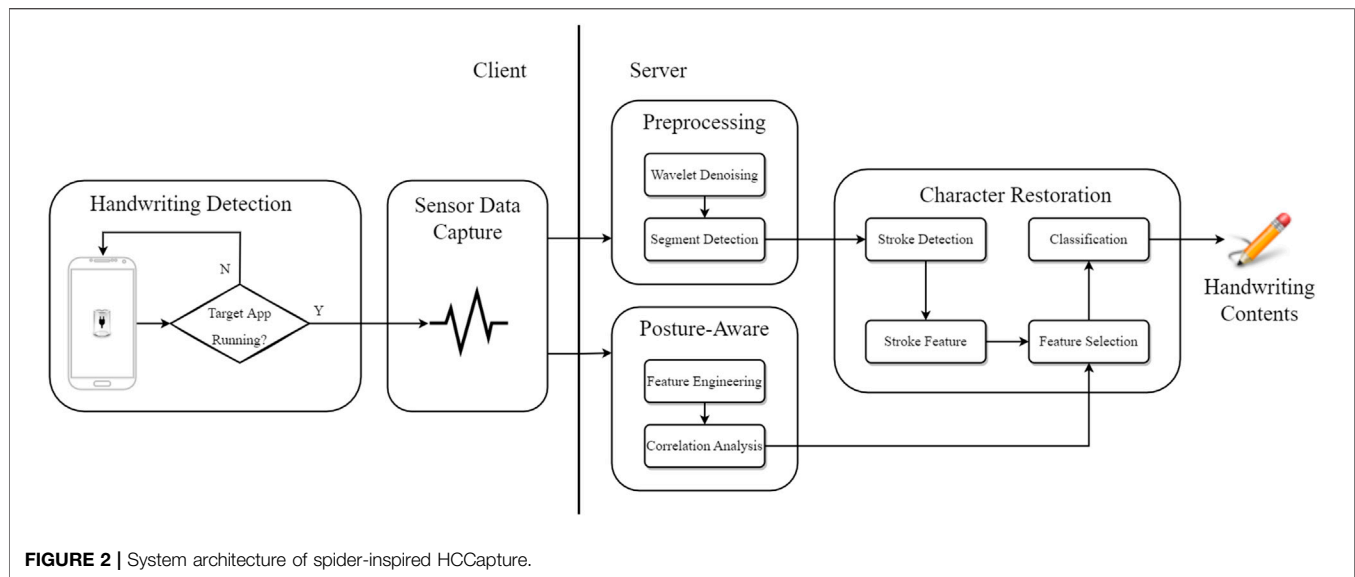 Client
Server
Handwriting Detection
N
Target App
Running?
Y
Sensor Data
Capture
Preprocessing
Wavelet Denoising
Segment Detection
Posture-Aware
Feature Engineering
Correlation Analysis
Character Restoration
Stroke Detection
Classification
Stroke Feature
Feature Selection
Handwriting
Contents
FIGURE 2 | System architecture of spider-inspired HCCapture.